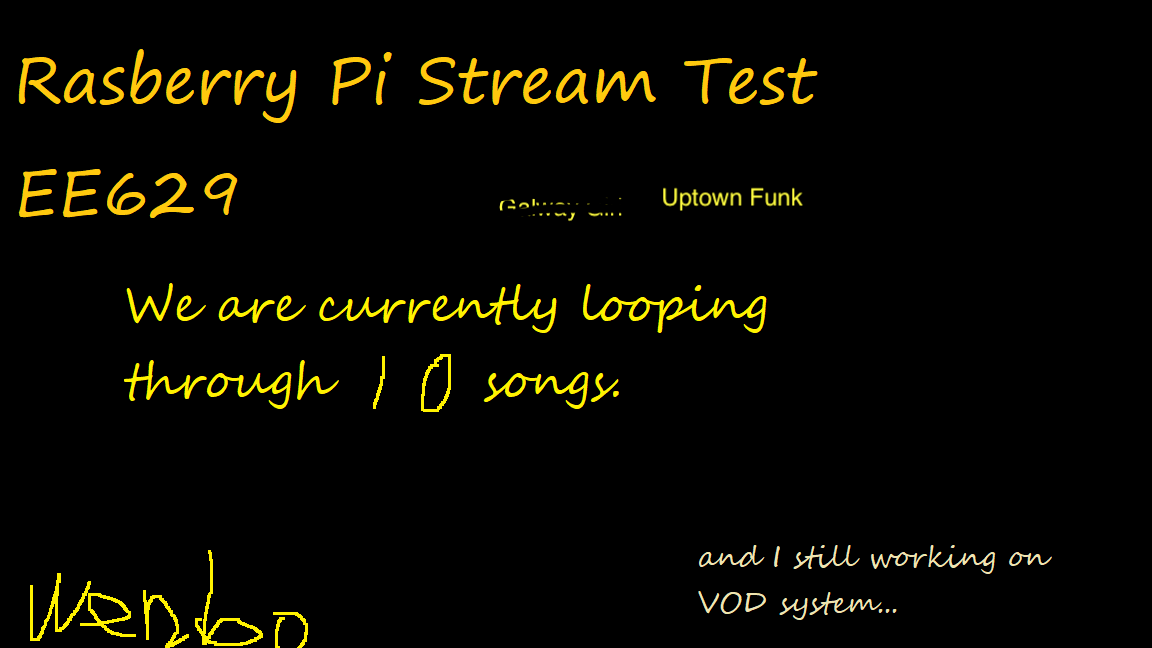 Rasberry Pi Stream Test
EE629
Galway Girl
Uptown Funk
We are currently looping
through 10 songs.
and I still working on
VOD system...
Wenbo